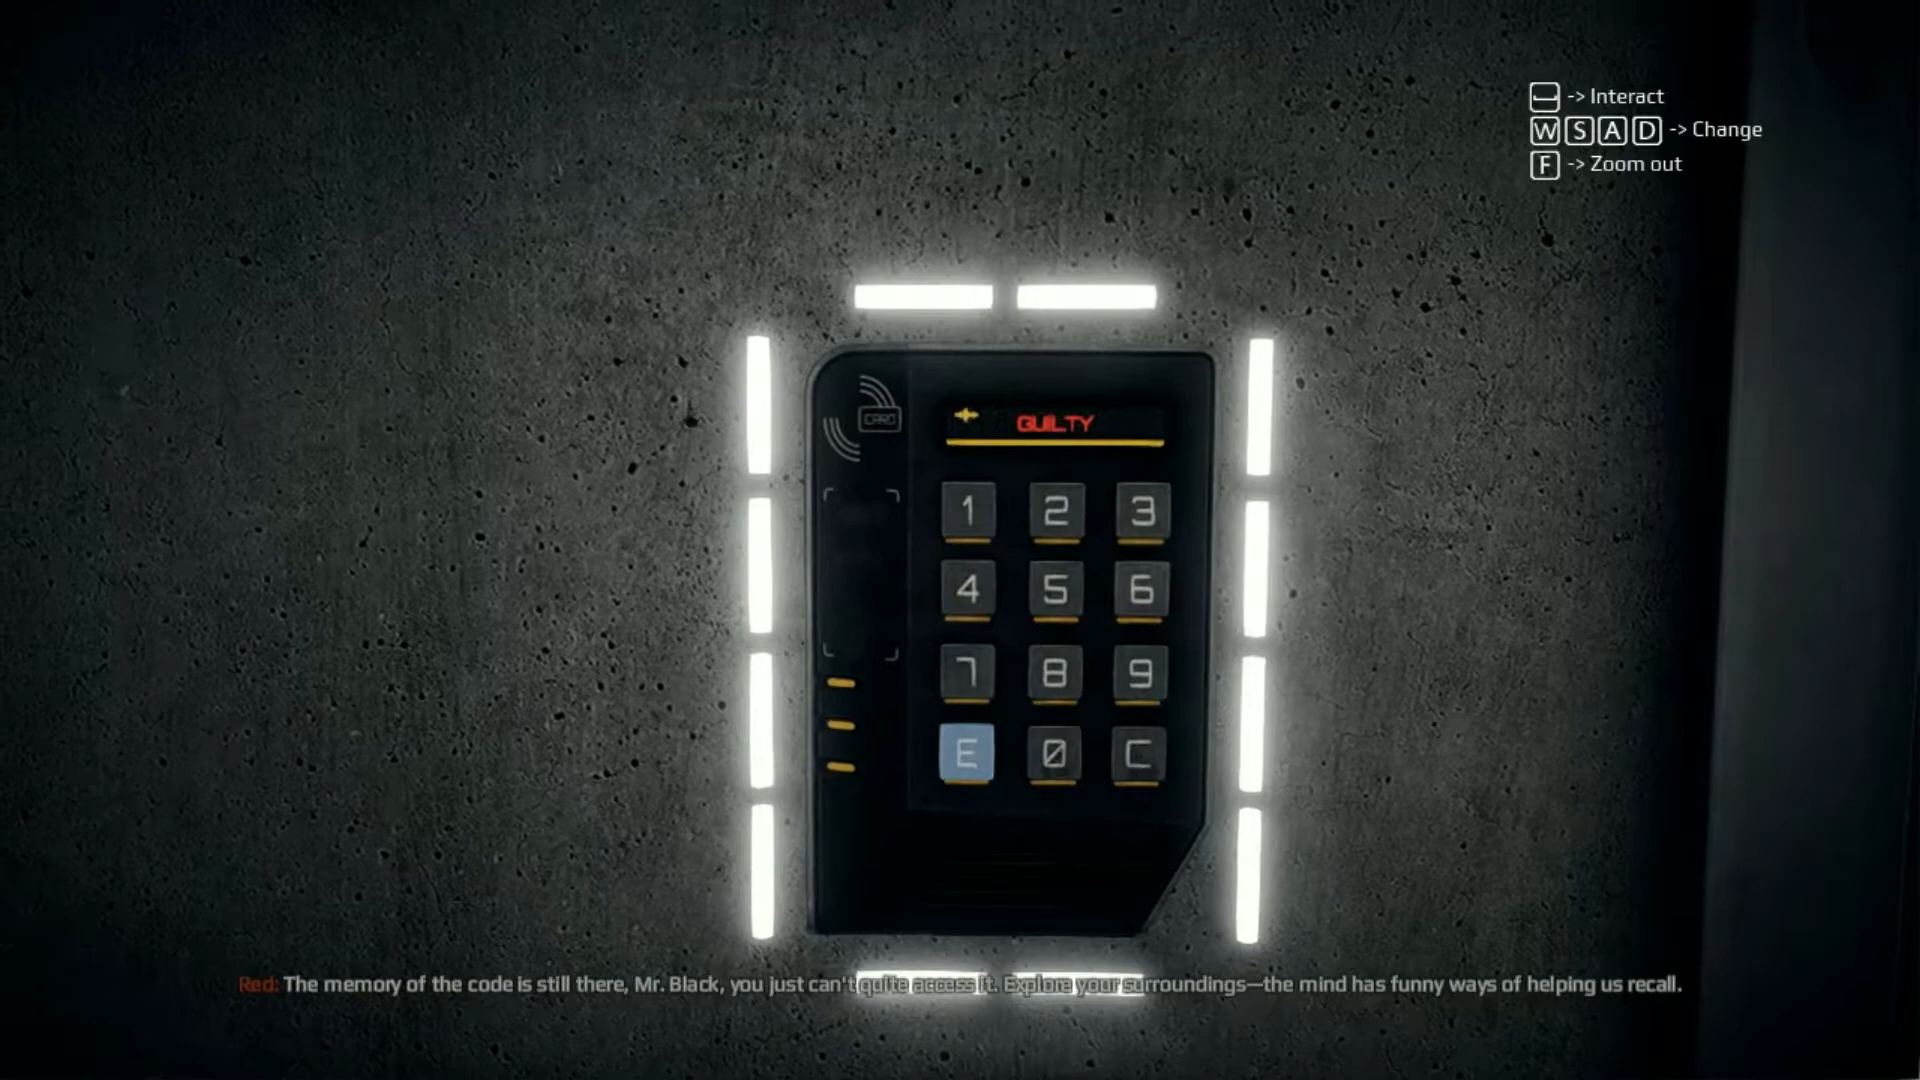 -> Interact
W S A D -> Change
F -> Zoom out
CARD
GUILTY
1 2 3
4 5 6
7 8 9
E 0 C
Red: The memory of the code is still there, Mr. Black, you just can't quite access it. Explore your surroundings—the mind has funny ways of helping us recall.